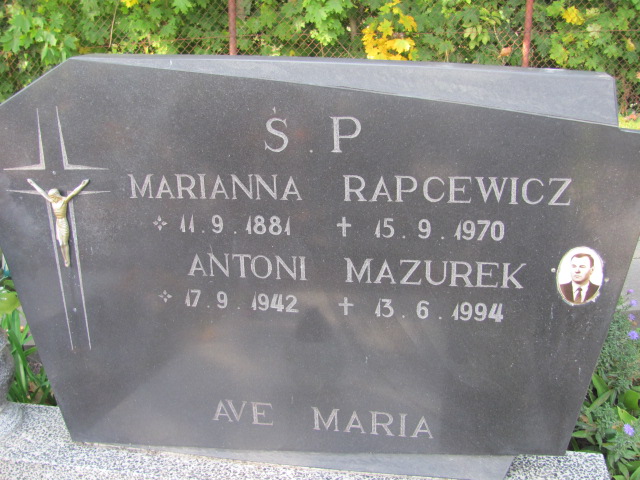 Ś. P
MARIANNA RAPCEWICZ
11.9.1881 ✝ 15.9.1970
ANTONI MAZUREK
17.9.1942 ✝ 13.6.1994
AVE MARIA